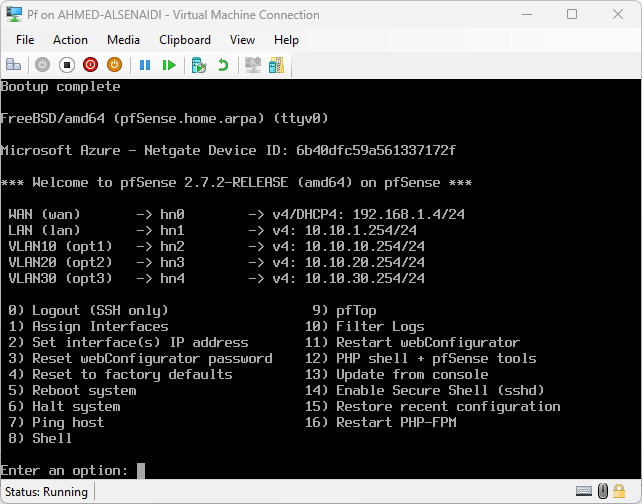 Pf on AHMED-ALSENAIDI - Virtual Machine Connection
File Action Media Clipboard View Help
Bootup complete
FreeBSD/amd64 (pfSense.home.arpa) (ttyv0)
Microsoft Azure - Netgate Device ID: 6b40dfc59a561337172f
*** Welcome to pfSense 2.7.2-RELEASE (amd64) on pfSense ***
WAN (wan) -> hn0 -> v4/DHCP4: 192.168.1.4/24
LAN (lan) -> hn1 -> v4: 10.10.1.254/24
VLAN10 (opt1) -> hn2 -> v4: 10.10.10.254/24
VLAN20 (opt2) -> hn3 -> v4: 10.10.20.254/24
VLAN30 (opt3) -> hn4 -> v4: 10.10.30.254/24
0) Logout (SSH only) 9) pfTop
1) Assign Interfaces 10) Filter Logs
2) Set interface(s) IP address 11) Restart webConfigurator
3) Reset webConfigurator password 12) PHP shell + pfSense tools
4) Reset to factory defaults 13) Update from console
5) Reboot system 14) Enable Secure Shell (sshd)
6) Halt system 15) Restore recent configuration
7) Ping host 16) Restart PHP-FPM
8) Shell
Enter an option:
Status: Running